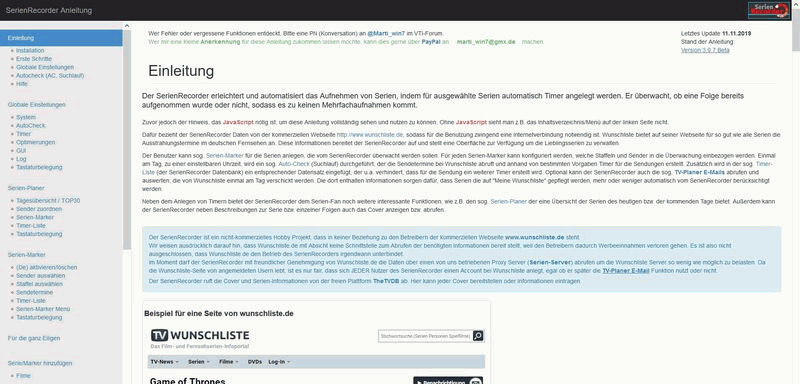 SerienRecorder Anleitung
Serien
Recorder
Einleitung
Installation
Erste Schritte
Globale Einstellungen
Autocheck (AC, Suchlauf)
Hilfe
Globale Einstellungen
System
AutoCheck
Timer
Optimierungen
GUI
Log
Tastaturbelegung
Serien-Planer
Tagesübersicht / TOP30
Sender zuordnen
Serien-Marker
Timer-Liste
Tastaturbelegung
Serien-Marker
(De) aktivieren/löschen
Sender auswählen
Staffel auswählen
Sendetermine
Timer-Liste
Serien-Marker Menü
Tastaturbelegung
Für die ganz Eiligen
Serie/Marker hinzufügen
Filme
Wer Fehler oder vergessene Funktionen entdeckt, Bitte eine PN (Konversation) an @Marti_win7 im VTi-Forum.
Wer mir eine kleine Anerkennung für diese Anleitung zukommen lassen möchte, kann dies gerne über PayPal an marti_win7@gmx.de machen.
Letztes Update 11.11.2019
Stand der Anleitung:
Version 3.9.7 Beta
Einleitung
Der SerienRecorder erleichtert und automatisiert das Aufnehmen von Serien, indem für ausgewählte Serien automatisch Timer angelegt werden. Er überwacht, ob eine Folge bereits
aufgenommen wurde oder nicht, sodass es zu keinen Mehrfachaufnahmen kommt.
Zuvor jedoch der Hinweis, das JavaScript nötig ist, um diese Anleitung vollständig sehen und nutzen zu können. Ohne JavaScript sieht man z.B. das Inhaltsverzeichnis/Menü auf der linken Seite nicht.
Dafür bezieht der SerienRecorder Daten von der kommerziellen Webseite http://www.wunschliste.de, sodass für die Benutzung zwingend eine internetverbindung notwendig ist. Wunschliste bietet auf seiner Webseite für so gut wie alle Serien die
Ausstrahlungstermine im deutschen Fernsehen an. Diese Informationen bereitet der SerienRecorder auf und stellt eine Oberfläche zur Verfügung um die Lieblingsserien zu verwalten.
Der Benutzer kann sog. Serien-Marker für die Serien anlegen, die vom SerienRecorder überwacht werden sollen. Für jeden Serien-Marker kann konfiguriert werden, welche Staffeln und Sender in die Überwachung einbezogen werden. Einmal
am Tag, zu einer einstellbaren Uhrzeit, wird ein sog. Auto-Check (Suchlauf) durchgeführt, der die Sendetermine bei Wunschliste abruft und anhand von bestimmten Vorgaben Timer für die Sendungen erstellt. Zusätzlich wird in der sog. Timer-
Liste (der SerienRecorder Datenbank) ein entsprechender Datensatz eingefügt, der u.a. verhindert, dass für die Sendung ein weiterer Timer erstellt wird. Optional kann der SerienRecorder auch die sog. TV-Planer E-Mails abrufen und
auswerten, die von Wunschliste einmal am Tag verschickt werden. Die dort enthalten informationen sorgen dafür, dass Serien die auf "Meine Wunschliste" gepflegt werden, mehr oder weniger automatisch vom SerienRecorder berücksichtigt
werden.
Neben dem Anlegen von Timern bietet der SerienRecorder dem Serien-Fan noch weitere interessante Funktionen, wie z.B. den sog. Serien-Planer der eine Übersicht der Serien des heutigen bzw. der kommenden Tage bietet. Außerdem kann
der SerienRecorder neben Beschreibungen zur Serie bzw. einzelner Folgen auch das Cover anzeigen bzw. abrufen.
Der SerienRecorder ist ein nicht-kommerzielles Hobby Projekt, dass in keiner Beziehung zu den Betreibern der kommerziellen Webseite www.wunschliste.de steht.
Wir weisen ausdrücklich darauf hin, dass Wunschliste.de mit Absicht keine Schnittstelle zum Abrufen der benötigten Informationen bereit stellt, weil den Betreibern dadurch Werbeeinnahmen verloren gehen. Es ist also nicht
ausgeschlossen, dass Wunschliste.de den Betrieb des SerienRecorders irgendwann unterbindet.
Im Moment darf der SerienRecorder mit freundlicher Genehmigung von Wunschliste.de die Daten über einen von uns betriebenen Proxy Server (Serien-Server) abrufen um die Wunschliste Server so wenig wie möglich zu belasten. Da
die Wunschliste-Seite von angemeldeten Usern lebt, ist es nur fair, dass sich JEDER Nutzer des SerienRecorder einen Account bei Wunschliste anlegt, egal ob er später die TV-Planer E-Mail Funktion nutzt oder nicht.
Der SerienRecorder ruft die Cover und Serien-Informationen von der freien Plattform TheTVDB ab. Hier kann jeder Cover bereitstellen oder Informationen eintragen.
Beispiel für eine Seite von wunschliste.de
TV WUNSCHLISTE
Das Film- und Fernsehserien-Infoportal
Stichwortsuche (Serien Personen Spielfilme)
TV-News
Serien
Filme
DVDs
Log-In
Game of Thrones
Benachrichtigung